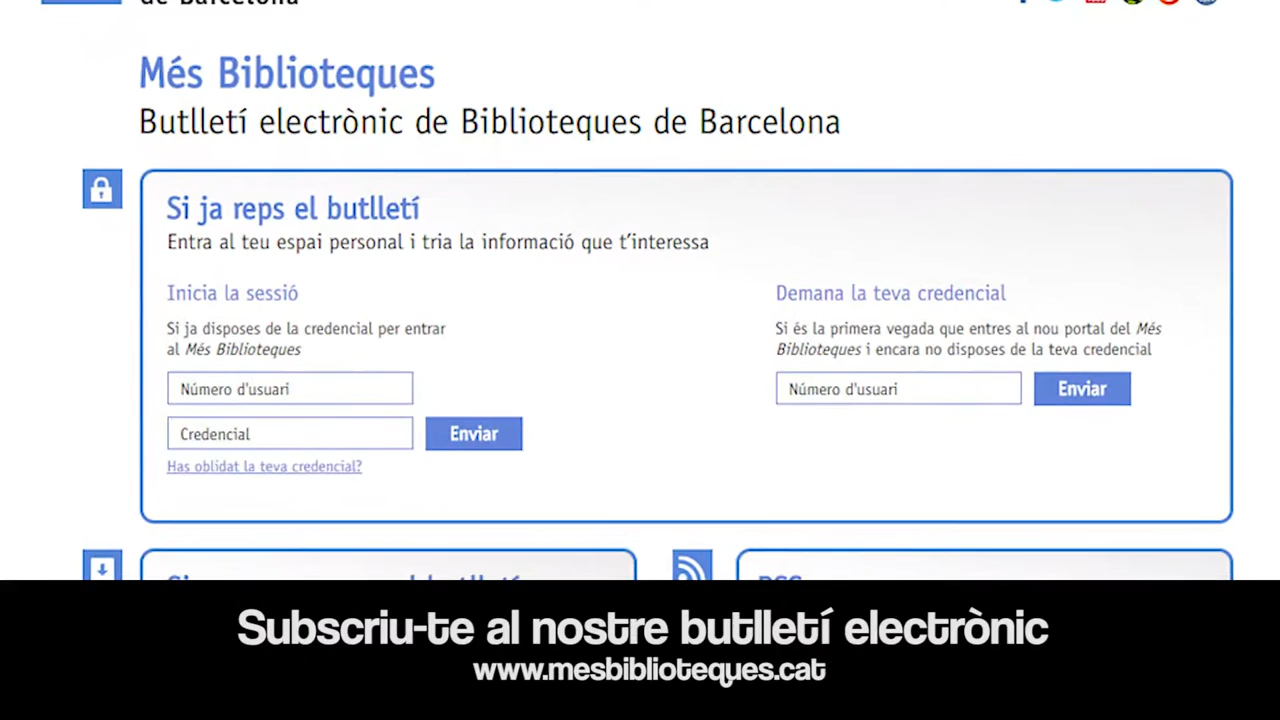 de Barcelona
Més Biblioteques
Butlletí electrònic de Biblioteques de Barcelona
Si ja reps el butlletí
Entra al teu espai personal i tria la informació que t'interessa
Inicia la sessió
Si ja disposes de la credencial per entrar
al Més Biblioteques
Número d'usuari
Credencial
Enviar
Has oblidat la teva credencial?
Demana la teva credencial
Si és la primera vegada que entres al nou portal del Més
Biblioteques i encara no disposes de la teva credencial
Número d'usuari
Enviar
RSS
Subscriu-te al nostre butlletí electrònic
www.mesbiblioteques.cat